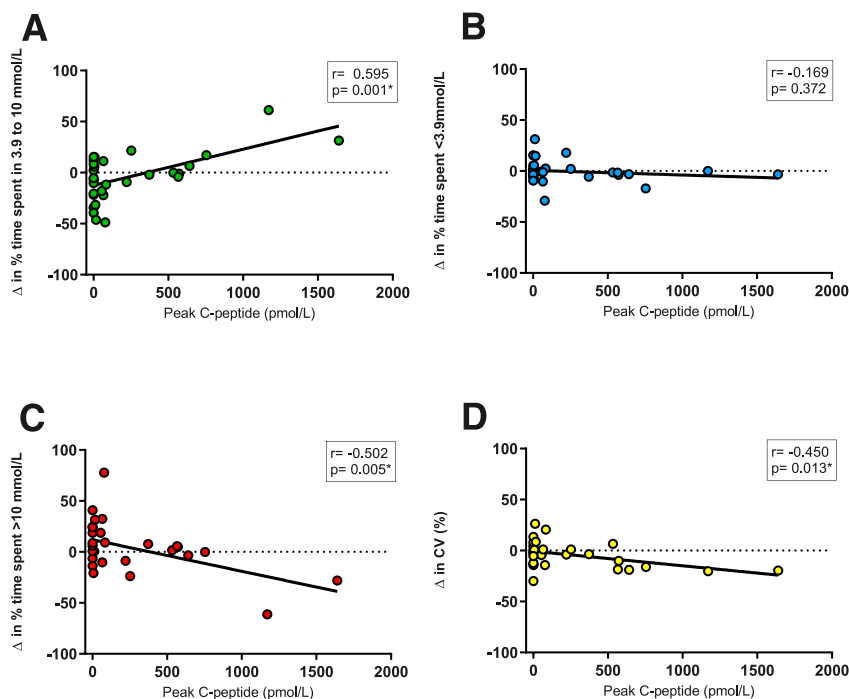 A
Δ in % time spent in 3.9 to 10 mmol/L
100
50
0
-50
-100
0
500
1000
1500
2000
Peak C-peptide (pmol/L)
r= 0.595
p= 0.001*
B
Δ in % time spent <3.9mmol/L
100
50
0
-50
-100
0
500
1000
1500
2000
Peak C-peptide (pmol/L)
r= -0.169
p= 0.372
C
Δ in % time spent >10 mmol/L
100
50
0
-50
-100
0
500
1000
1500
2000
Peak C-peptide (pmol/L)
r= -0.502
p= 0.005*
D
Δ in CV (%)
100
50
0
-50
-100
0
500
1000
1500
2000
Peak C-peptide (pmol/L)
r= -0.450
p= 0.013*